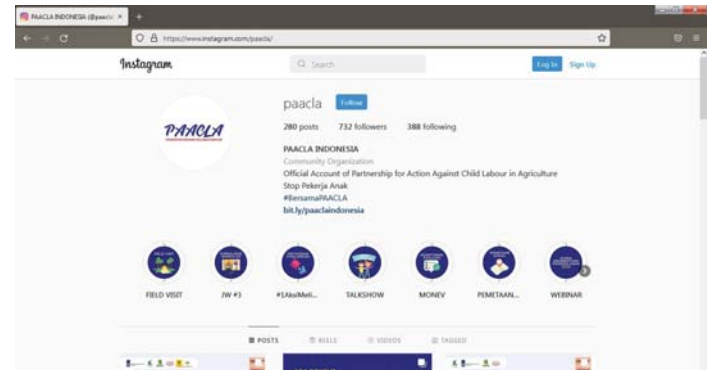 PAACLA INDONESIA (@paacla)
https://www.instagram.com/paacla/
Instagram
Search
Log In Sign Up
paacla Follow
280 posts 732 followers 388 following
PAACLA
PAACLA INDONESIA
Community Organization
Official Account of Partnership for Action Against Child Labour in Agriculture
Stop Pekerja Anak
#BersamaPAACLA
bit.ly/paaclaindonesia
FIELD VISIT JW #3 #1AksiMeli... TALKSHOW MONEV PEMETAAN... WEBINAR
POSTS REELS VIDEOS TAGGED